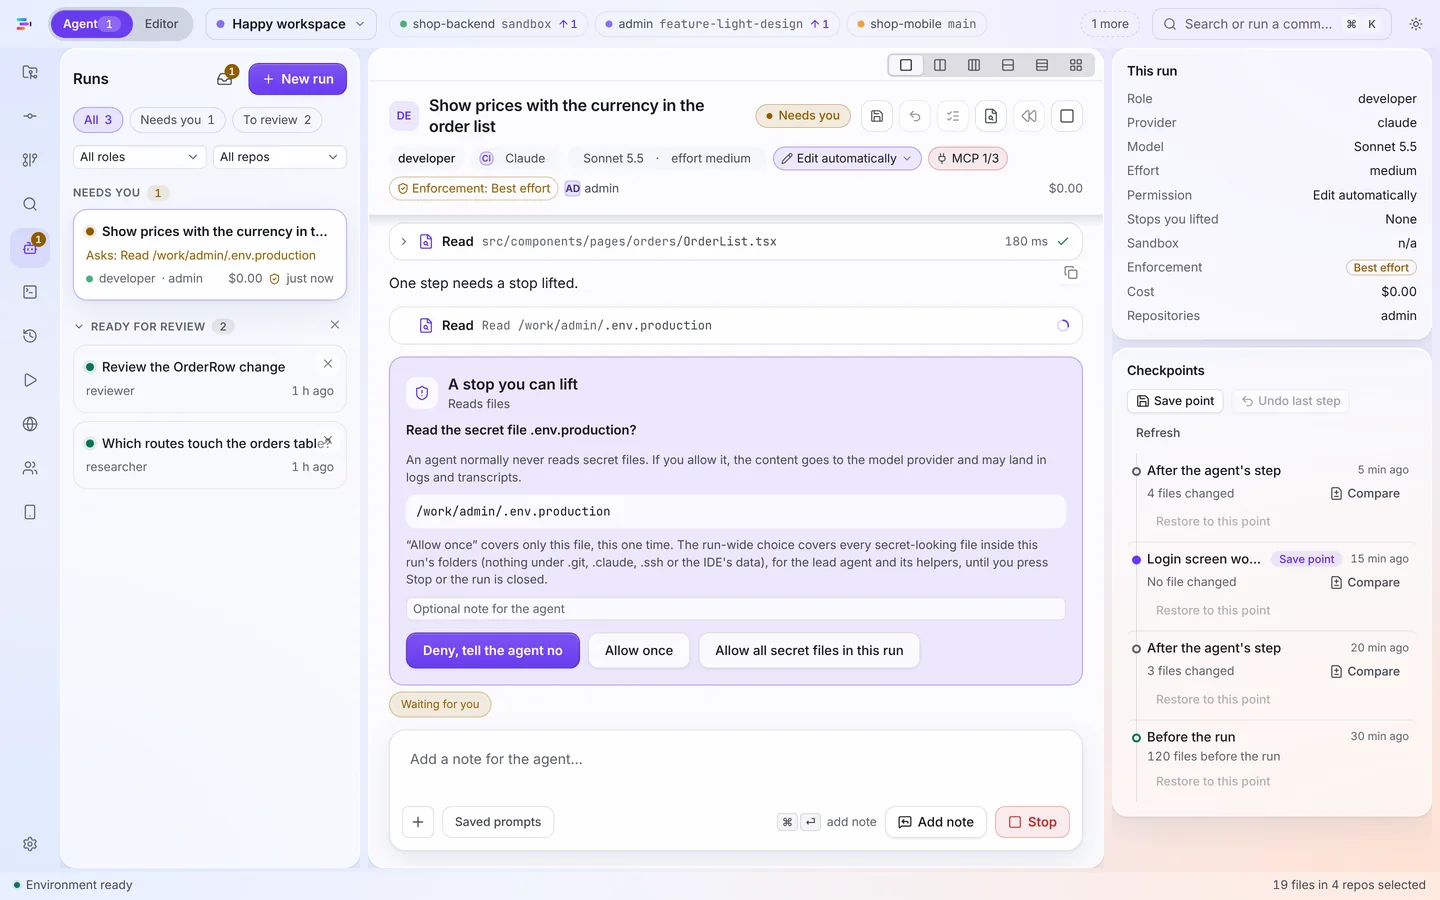 Agent 1
Editor
Happy workspace
shop-backend sandbox ↑1
admin feature-light-design ↑1
shop-mobile main
1 more
Search or run a comm... ⌘ K
Runs
1
+ New run
All 3
Needs you 1
To review 2
All roles
All repos
NEEDS YOU 1
Show prices with the currency in t...
Asks: Read /work/admin/.env.production
developer · admin $0.00 just now
READY FOR REVIEW 2
Review the OrderRow change
reviewer 1 h ago
Which routes touch the orders table?
researcher 1 h ago
1
DE
Show prices with the currency in the
order list
Needs you
developer
CI Claude
Sonnet 5.5 · effort medium
Edit automatically
MCP 1/3
Enforcement: Best effort
AD admin
$0.00
Read src/components/pages/orders/OrderList.tsx 180 ms
One step needs a stop lifted.
Read Read /work/admin/.env.production
A stop you can lift
Reads files
Read the secret file .env.production?
An agent normally never reads secret files. If you allow it, the content goes to the model provider and may land in
logs and transcripts.
/work/admin/.env.production
“Allow once” covers only this file, this one time. The run-wide choice covers every secret-looking file inside this
run's folders (nothing under .git, .claude, .ssh or the IDE's data), for the lead agent and its helpers, until you press
Stop or the run is closed.
Optional note for the agent
Deny, tell the agent no
Allow once
Allow all secret files in this run
Waiting for you
Add a note for the agent...
+
Saved prompts
⌘ ⏎ add note
Add note
Stop
This run
Role developer
Provider claude
Model Sonnet 5.5
Effort medium
Permission Edit automatically
Stops you lifted None
Sandbox n/a
Enforcement Best effort
Cost $0.00
Repositories admin
Checkpoints
Save point
Undo last step
Refresh
After the agent's step 5 min ago
4 files changed Compare
Restore to this point
Login screen wo... Save point 15 min ago
No file changed Compare
Restore to this point
After the agent's step 20 min ago
3 files changed Compare
Restore to this point
Before the run 30 min ago
120 files before the run
Restore to this point
Environment ready
19 files in 4 repos selected